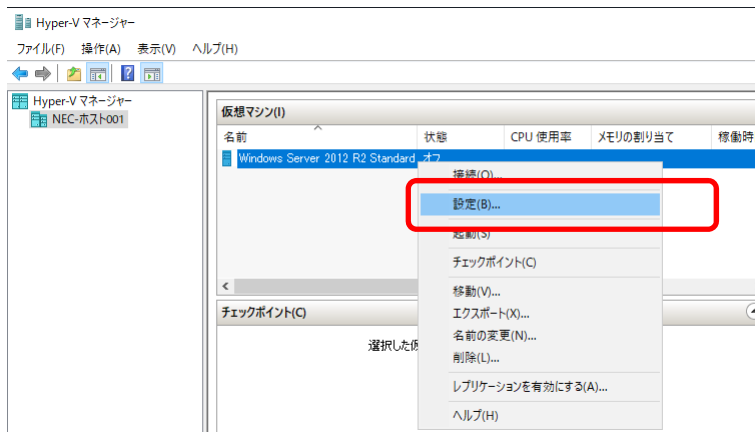 Hyper-V マネージャー
ファイル(F) 操作(A) 表示(V) ヘルプ(H)
Hyper-V マネージャー
NEC-ホスト001
仮想マシン(I)
名前 状態 CPU 使用率 メモリの割り当て 稼働時
Windows Server 2012 R2 Standard オフ
接続(O)...
設定(B)...
起動(S)
チェックポイント(C)
移動(V)...
エクスポート(X)...
名前の変更(N)...
削除(L)...
レプリケーションを有効にする(A)...
ヘルプ(H)
チェックポイント(C)
選択した仮